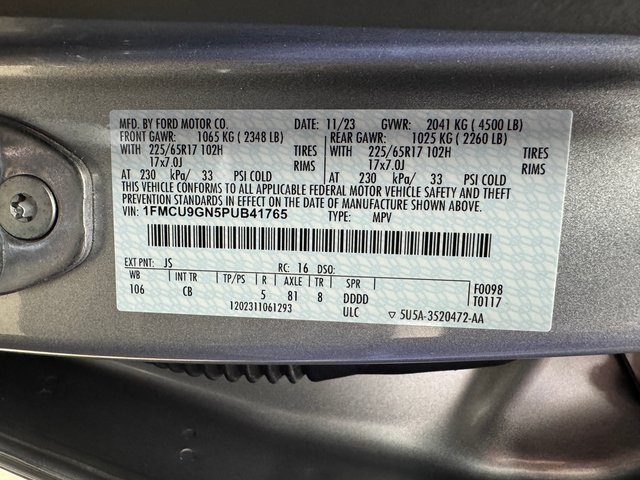 MFD. BY FORD MOTOR CO. DATE: 11/23 GVWR: 2041 KG ( 4500 LB)
FRONT GAWR: 1065 KG ( 2348 LB) REAR GAWR: 1025 KG ( 2260 LB)
WITH 225/65R17 102H TIRES WITH 225/65R17 102H TIRES
17x7.0J RIMS 17x7.0J RIMS
AT 230 kPa/ 33 PSI COLD AT 230 kPa/ 33 PSI COLD
THIS VEHICLE CONFORMS TO ALL APPLICABLE FEDERAL MOTOR VEHICLE SAFETY AND THEFT
PREVENTION STANDARDS IN EFFECT ON THE DATE OF MANUFACTURE SHOWN ABOVE.
VIN: 1FMCU9GN5PUB41765 TYPE: MPV
EXT PNT: JS RC: 16 DSO:
WB INT TR TP/PS R AXLE TR SPR F0098
106 CB 5 81 8 DDDD T0117
1202311061293 ULC ▽ 5U5A-3520472-AA